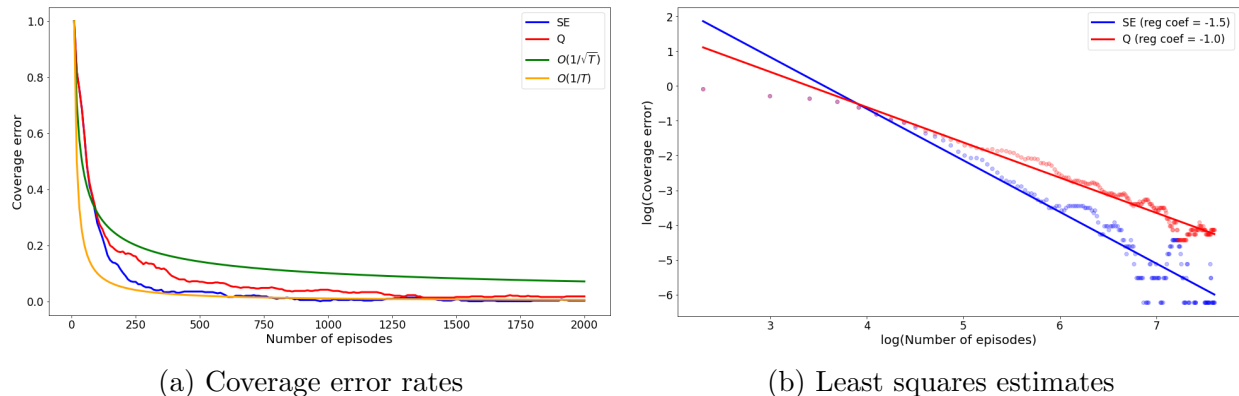 1.0
0.8
0.6
0.4
0.2
0.0
Coverage error
0 250 500 750 1000 1250 1500 1750 2000
Number of episodes
SE
Q
O(1/√T)
O(1/T)
(a) Coverage error rates
2
1
0
−1
−2
−3
−4
−5
−6
log(Coverage error)
3 4 5 6 7
log(Number of episodes)
SE (reg coef = -1.5)
Q (reg coef = -1.0)
(b) Least squares estimates